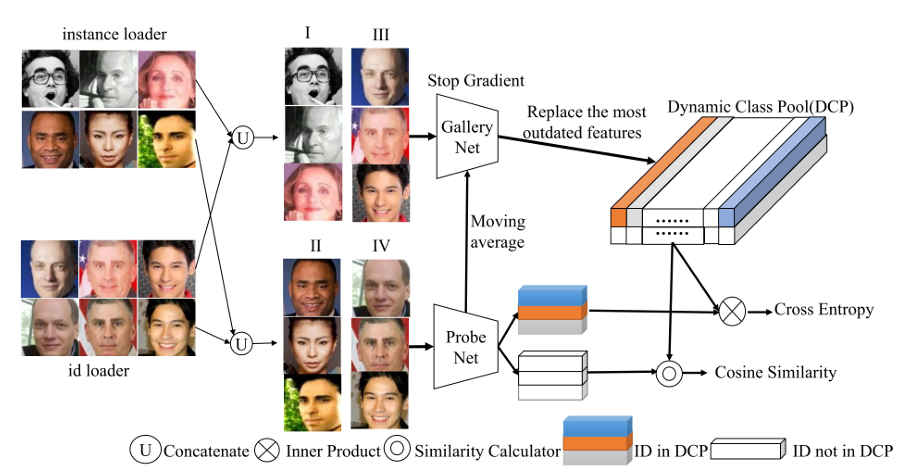 instance loader
I
III
Stop Gradient
Gallery
Net
Replace the most
outdated features
Dynamic Class Pool(DCP)
U
......
......
Moving
average
II
IV
id loader
U
Probe
Net
Cross Entropy
Cosine Similarity
U Concatenate Inner Product Similarity Calculator ID in DCP ID not in DCP